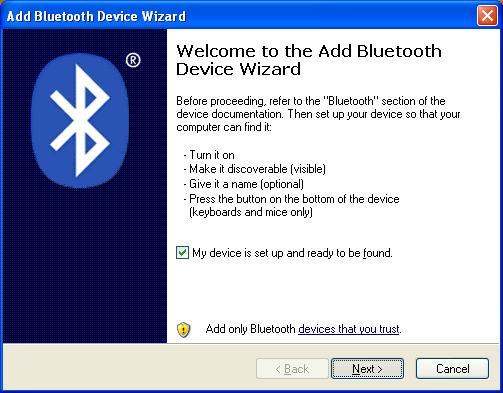 Add Bluetooth Device Wizard
®
Welcome to the Add Bluetooth
Device Wizard
Before proceeding, refer to the "Bluetooth" section of the
device documentation. Then set up your device so that your
computer can find it:
- Turn it on
- Make it discoverable (visible)
- Give it a name (optional)
- Press the button on the bottom of the device
(keyboards and mice only)
My device is set up and ready to be found.
Add only Bluetooth devices that you trust.
< Back Next > Cancel